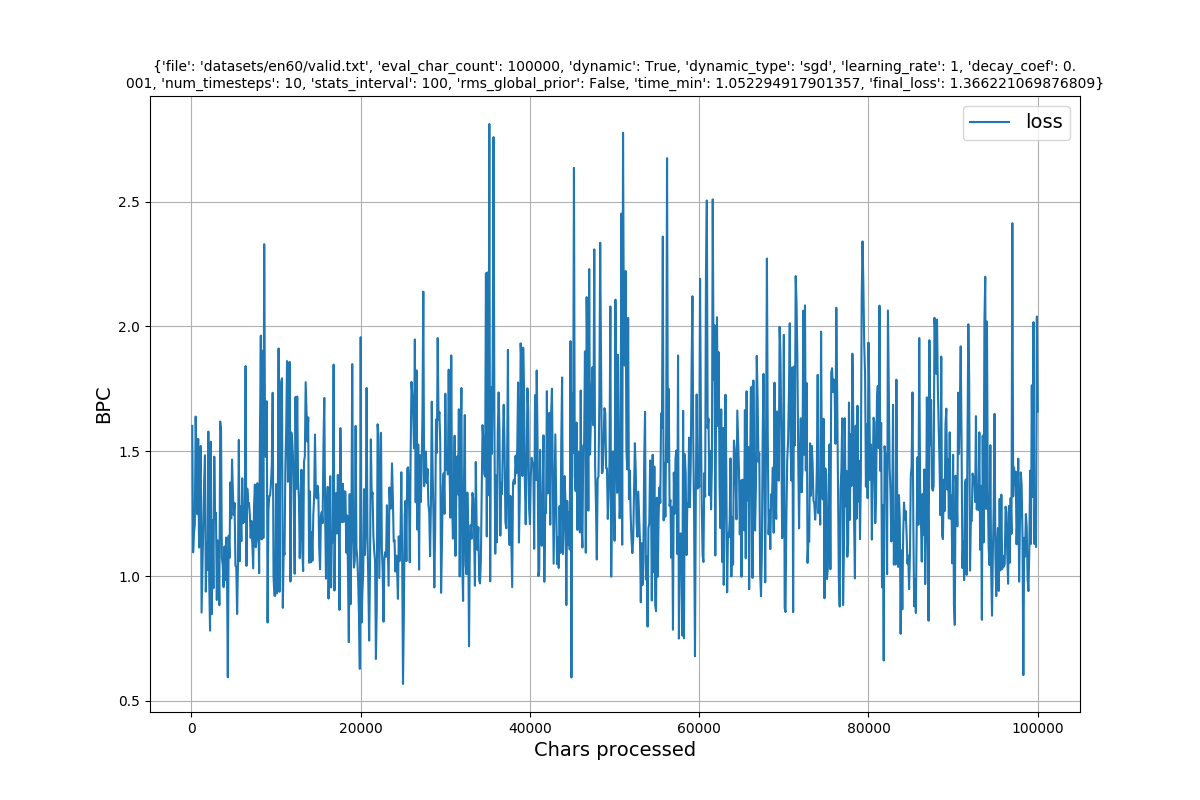 {'file': 'datasets/en60/valid.txt', 'eval_char_count': 100000, 'dynamic': True, 'dynamic_type': 'sgd', 'learning_rate': 1, 'decay_coef': 0.
001, 'num_timesteps': 10, 'stats_interval': 100, 'rms_global_prior': False, 'time_min': 1.052294917901357, 'final_loss': 1.366221069876809}
loss
2.5
2.0
1.5
1.0
0.5
BPC
0
20000
40000
60000
80000
100000
Chars processed